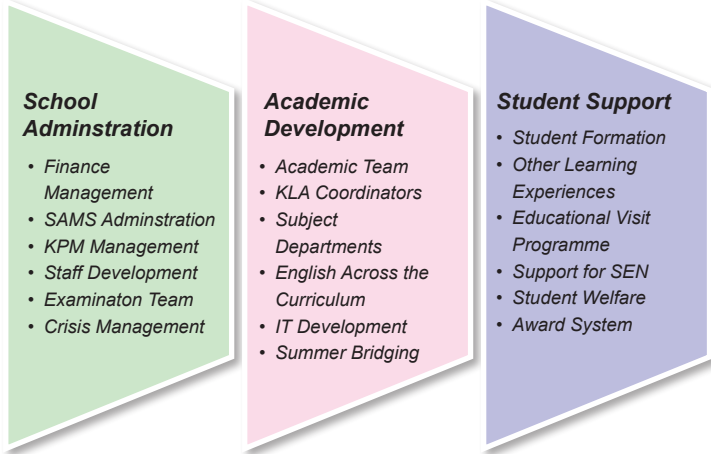 School
Adminstration
• Finance
Management
• SAMS Adminstration
• KPM Management
• Staff Development
• Examinaton Team
• Crisis Management
Academic
Development
• Academic Team
• KLA Coordinators
• Subject
Departments
• English Across the
Curriculum
• IT Development
• Summer Bridging
Student Support
• Student Formation
• Other Learning
Experiences
• Educational Visit
Programme
• Support for SEN
• Student Welfare
• Award System